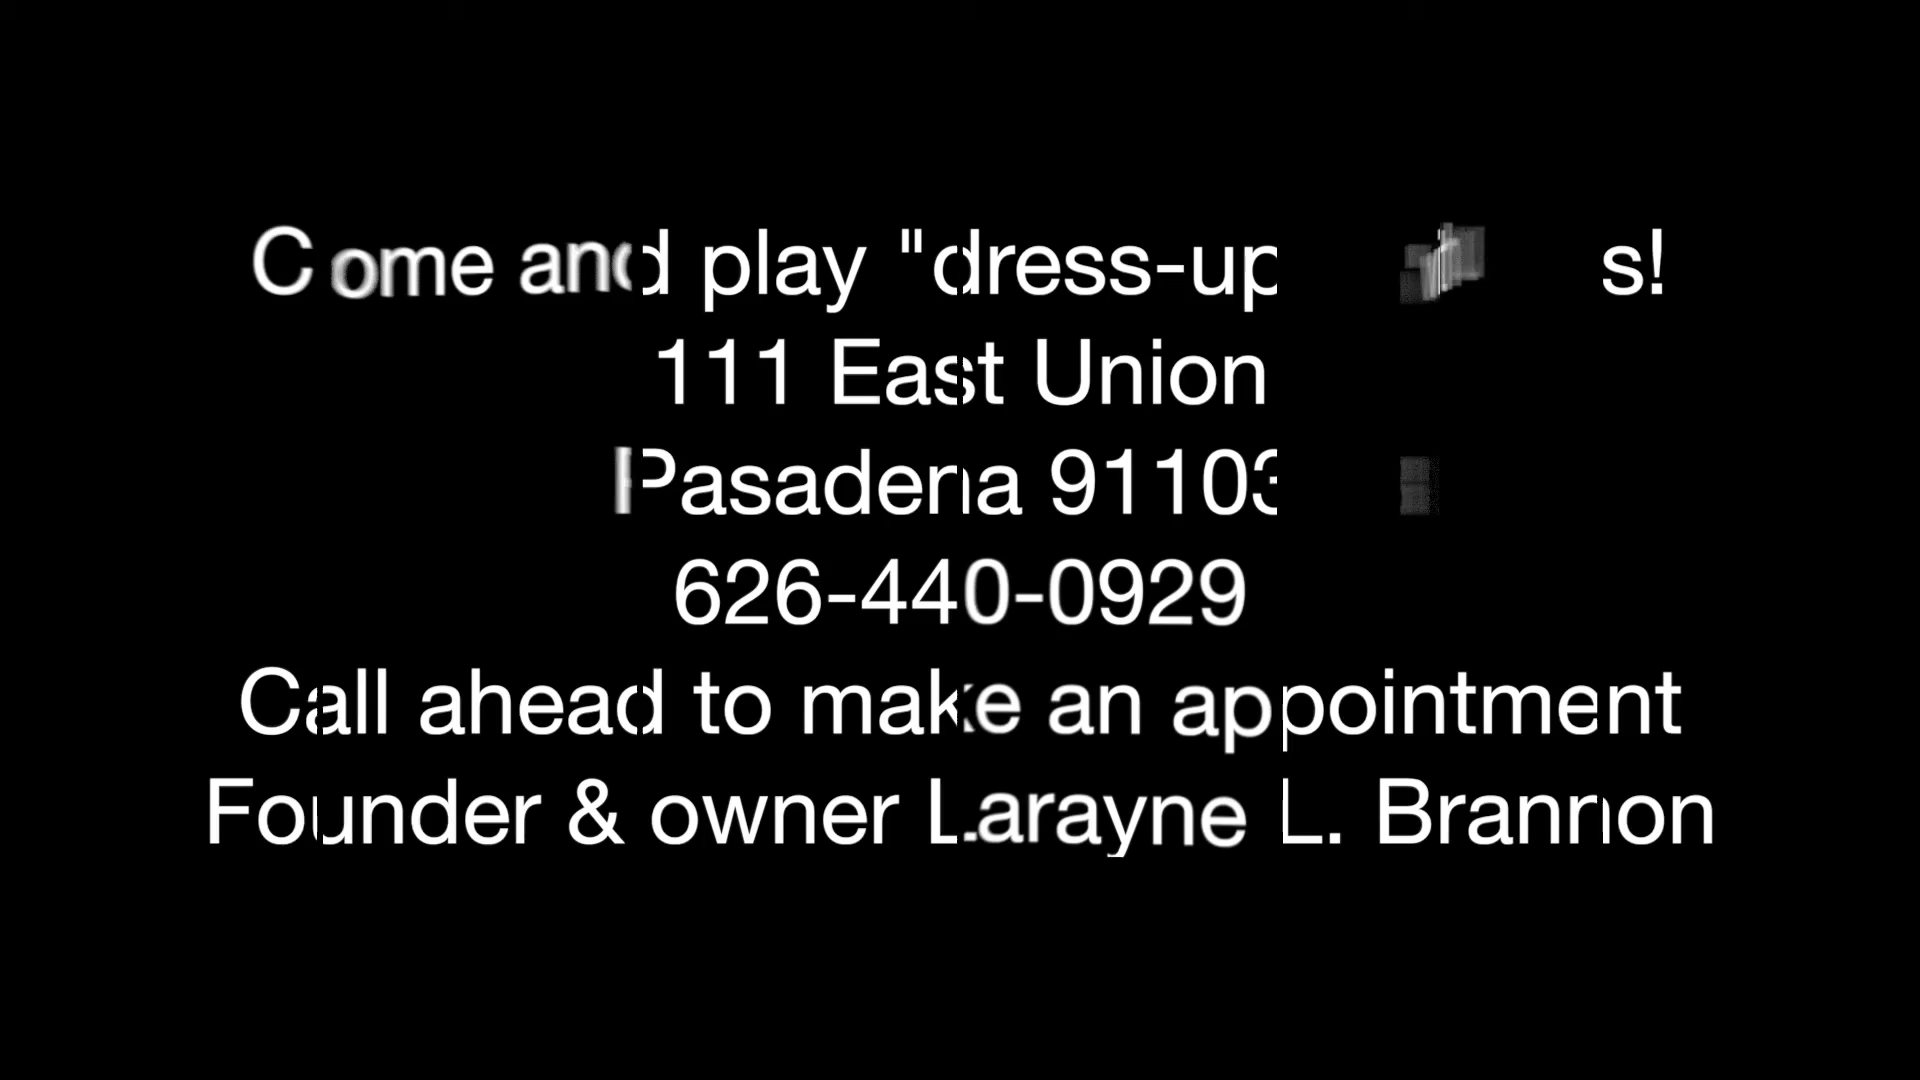 Come and play "dress-up
111 East Union
Pasadena 91103
626-440-0929
Call ahead to make an appointment
Founder & owner Larayne L. Brannon